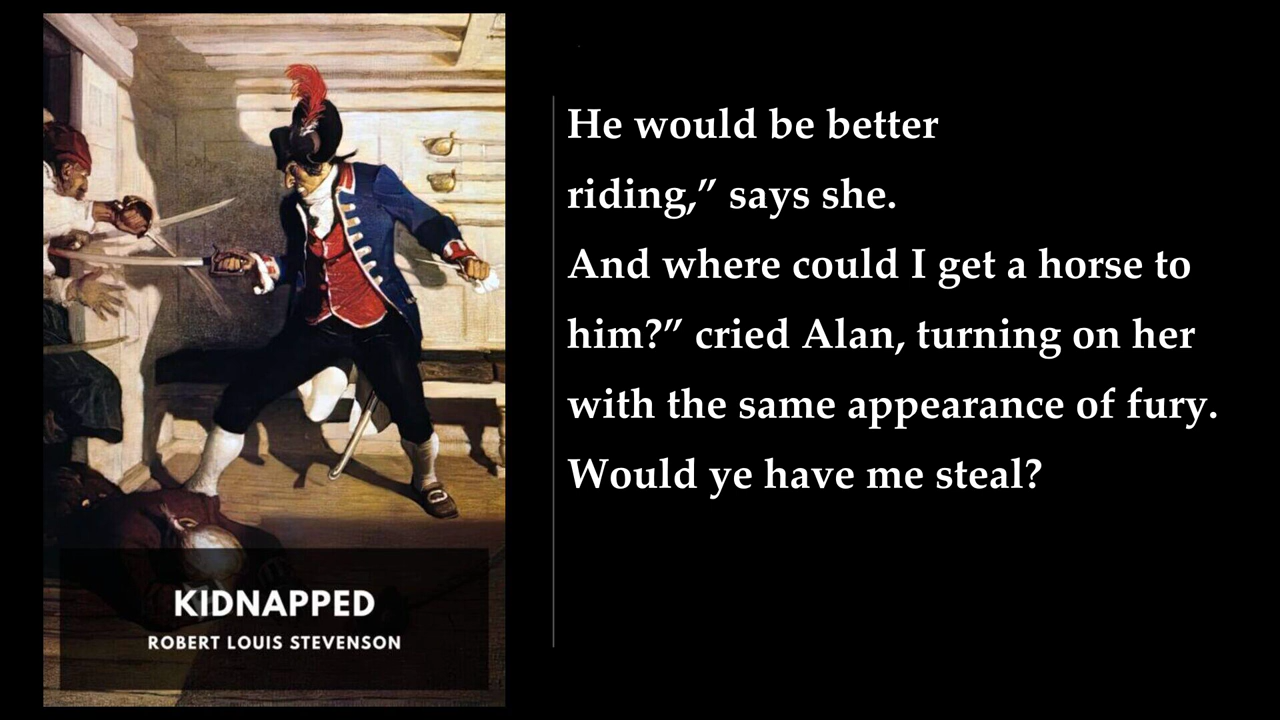 He would be better
riding,” says she.
And where could I get a horse to
him?” cried Alan, turning on her
with the same appearance of fury.
Would ye have me steal?
KIDNAPPED
ROBERT LOUIS STEVENSON